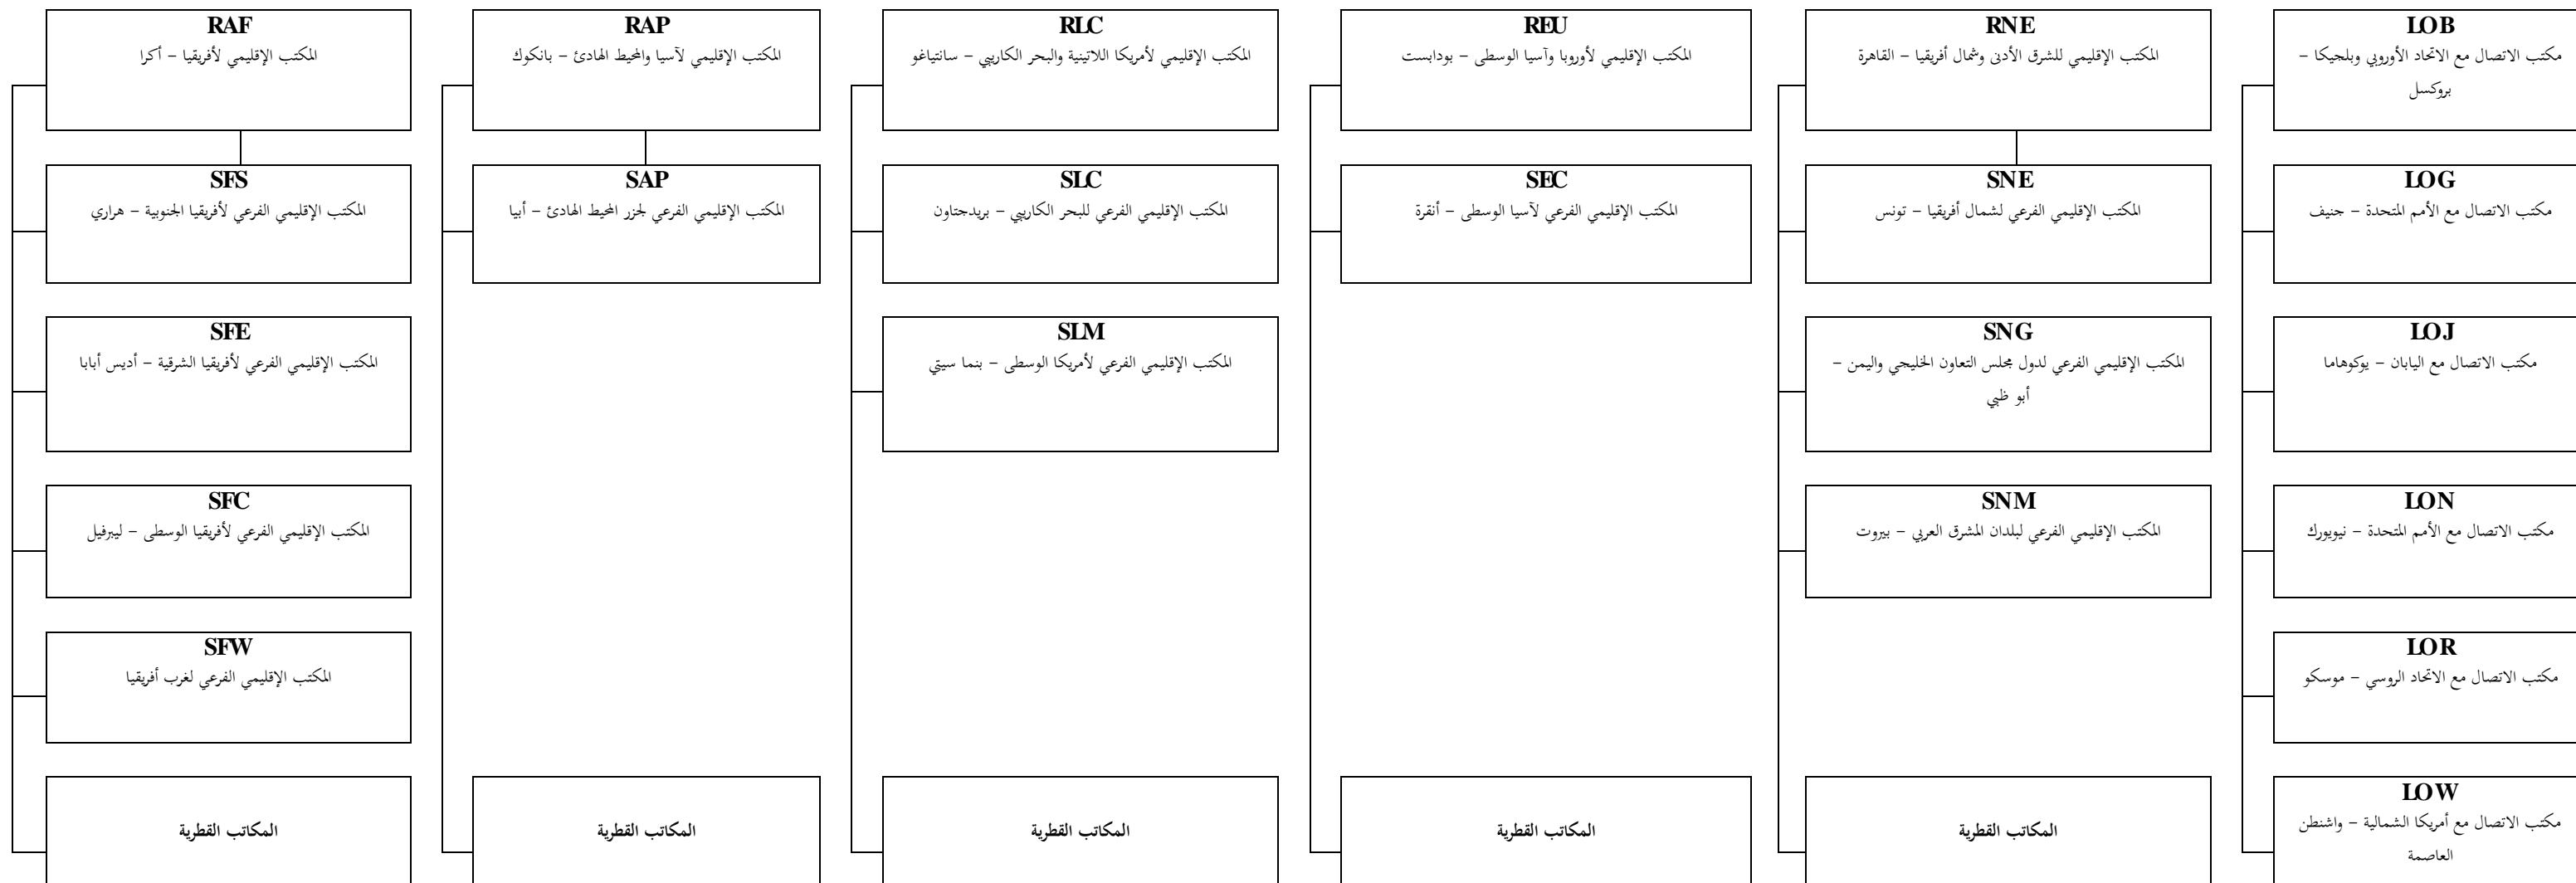 RAF
المكتب الإقليمي لأفريقيا – أكرا
SFS
المكتب الإقليمي الفرعي لأفريقيا الجنوبية – هراري
SFE
المكتب الإقليمي الفرعي لأفريقيا الشرقية – أديس أبابا
SFC
المكتب الإقليمي الفرعي لأفريقيا الوسطى – ليبرفيل
SFW
المكتب الإقليمي الفرعي لغرب أفريقيا
المكاتب القطرية
RAP
المكتب الإقليمي لآسيا والمحيط الهادئ – بانكوك
SAP
المكتب الإقليمي الفرعي لجزر المحيط الهادئ – أبيا
المكاتب القطرية
RLC
المكتب الإقليمي لأمريكا اللاتينية والبحر الكاريبي – سانتياغو
SLC
المكتب الإقليمي الفرعي للبحر الكاريبي – بريدجتاون
SLM
المكتب الإقليمي الفرعي لأمريكا الوسطى – بنما سيتي
المكاتب القطرية
REU
المكتب الإقليمي لأوروبا وآسيا الوسطى – بودابست
SEC
المكتب الإقليمي الفرعي لآسيا الوسطى – أنقرة
المكاتب القطرية
RNE
المكتب الإقليمي للشرق الأدنى وشمال أفريقيا – القاهرة
SNE
المكتب الإقليمي الفرعي لشمال أفريقيا – تونس
SNG
المكتب الإقليمي الفرعي لدول مجلس التعاون الخليجي واليمن –
أبو ظبي
SNM
المكتب الإقليمي الفرعي لبلدان المشرق العربي – بيروت
المكاتب القطرية
LOB
مكتب الاتصال مع الاتحاد الأوروبي وبلجيكا –
بروكسل
LOG
مكتب الاتصال مع الأمم المتحدة – جنيف
LOJ
مكتب الاتصال مع اليابان – يوكوهاما
LON
مكتب الاتصال مع الأمم المتحدة – نيويورك
LOR
مكتب الاتصال مع الاتحاد الروسي – موسكو
LOW
مكتب الاتصال مع أمريكا الشمالية – واشنطن
العاصمة